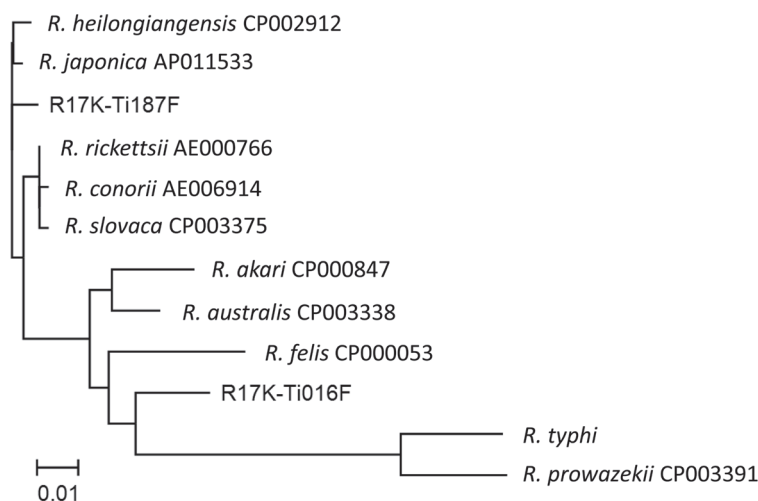 R. heilongiangensis CP002912
R. japonica AP011533
R17K-Ti187F
R. rickettsii AE000766
R. conorii AE006914
R. slovaca CP003375
R. akari CP000847
R. australis CP003338
R. felis CP000053
R17K-Ti016F
R. typhi
R. prowazekii CP003391
0.01